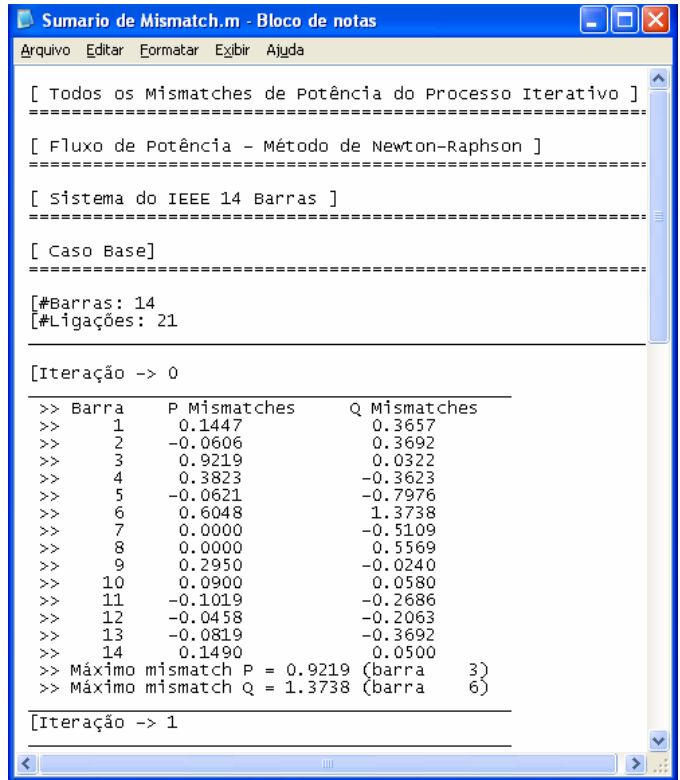 Sumario de Mismatch.m - Bloco de notas
Arquivo Editar Formatar Exibir Ajuda
[ Todos os Mismatches de Potência do Processo Iterativo ]
==========================================================
[ Fluxo de Potência – Método de Newton–Raphson ]
==========================================================
[ Sistema do IEEE 14 Barras ]
==========================================================
[ Caso Base]
==========================================================
[#Barras: 14
[#Ligações: 21
[Iteração -> 0
>> Barra P Mismatches Q Mismatches
>> 1 0.1447 0.3657
>> 2 -0.0606 0.3692
>> 3 0.9219 0.0322
>> 4 0.3823 -0.3623
>> 5 -0.0621 -0.7976
>> 6 0.6048 1.3738
>> 7 0.0000 -0.5109
>> 8 0.0000 0.5569
>> 9 0.2950 -0.0240
>> 10 0.0900 0.0580
>> 11 -0.1019 -0.2686
>> 12 -0.0458 -0.2063
>> 13 -0.0819 -0.3692
>> 14 0.1490 0.0500
>> Máximo mismatch P = 0.9219 (barra 3)
>> Máximo mismatch Q = 1.3738 (barra 6)
[Iteração -> 1